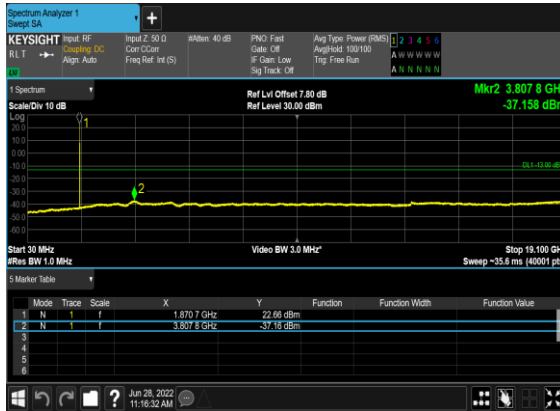 Spectrum Analyzer 1
Swept SA
+
KEYSIGHT Input: RF Input Z: 50 Ω #Atten: 40 dB PNO: Fast Avg Type: Power (RMS) 1 2 3 4 5 6
RLT Coupling: DC Corr CCorr Gate: Off Avg|Hold: 100/100 A W W W W W
Align: Auto Freq Ref: Int (S) IF Gain: Low Trig: Free Run
Sig Track: Off A N N N N N
1 Spectrum
Scale/Div 10 dB
Ref Lvl Offset 7.80 dB
Ref Level 30.00 dBm
Mkr2 3.807 8 GH
-37.158 dB
Log
20.0
10.0
0.00
-10.0
-20.0
-30.0
-40.0
-50.0
-60.0
1
2
DL1 -13.00 dB
Start 30 MHz Video BW 3.0 MHz* Stop 19.100 GH
#Res BW 1.0 MHz Sweep ~35.6 ms (40001 pt
5 Marker Table
Mode Trace Scale X Y Function Function Width Function Value
1 N 1 f 1.870 7 GHz 22.66 dBm
2 N 1 f 3.807 8 GHz -37.16 dBm
3
4
5
6
? Jun 28, 2022
11:16:32 AM